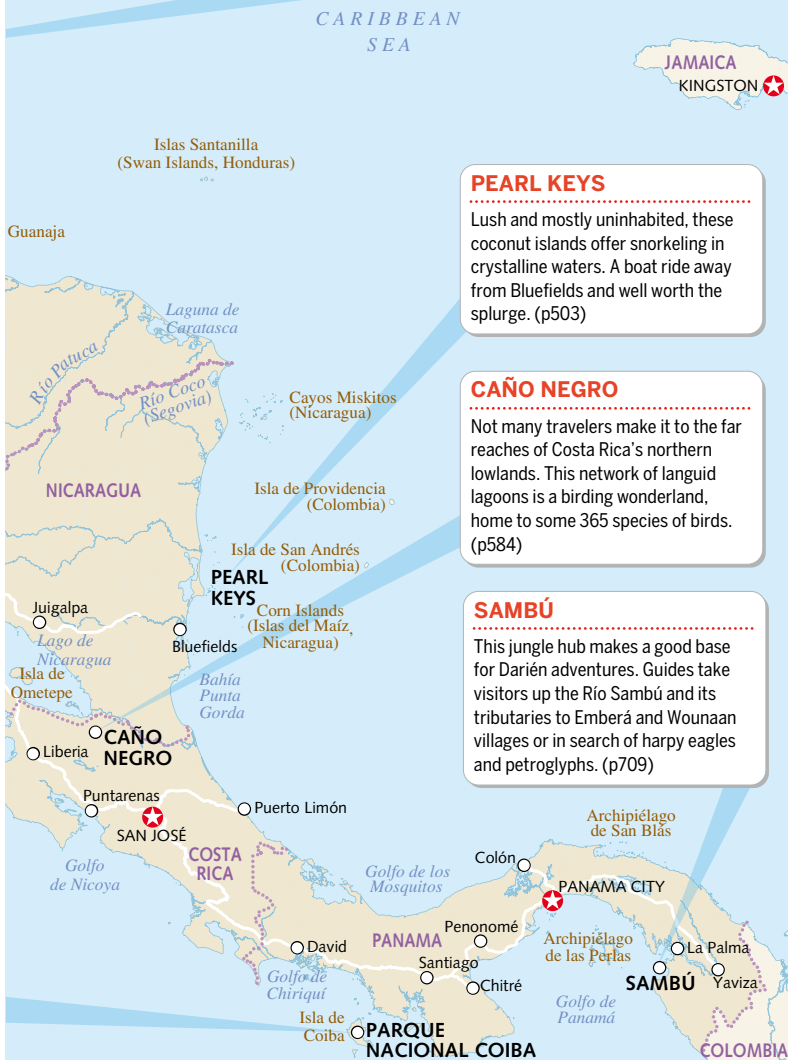 CARIBBEAN
SEA
JAMAICA
KINGSTON
Islas Santanilla
(Swan Islands, Honduras)
PEARL KEYS
Lush and mostly uninhabited, these
coconut islands offer snorkeling in
crystalline waters. A boat ride away
from Bluefields and well worth the
splurge. (p503)
Guanaja
Laguna de
Caratasca
Río Patuca
Río Coco
(Segovia)
Cayos Miskitos
(Nicaragua)
CAÑO NEGRO
Not many travelers make it to the far
reaches of Costa Rica’s northern
lowlands. This network of languid
lagoons is a birding wonderland,
home to some 365 species of birds.
(p584)
NICARAGUA
Isla de Providencia
(Colombia)
Isla de San Andrés
(Colombia)
PEARL
KEYS
Corn Islands
(Islas del Maíz,
Nicaragua)
Juigalpa
Bluefields
Lago de
Nicaragua
Isla de
Ometepe
Bahía
Punta
Gorda
SAMBÚ
This jungle hub makes a good base
for Darién adventures. Guides take
visitors up the Río Sambú and its
tributaries to Emberá and Wounaan
villages or in search of harpy eagles
and petroglyphs. (p709)
CAÑO
NEGRO
Liberia
Puntarenas
Puerto Limón
SAN JOSÉ
COSTA
RICA
Golfo
de Nicoya
Archipiélago
de San Blás
Colón
Golfo de los
Mosquitos
PANAMA CITY
Penonomé
PANAMA
David
Archipiélago
de las Perlas
La Palma
Santiago
SAMBÚ
Yaviza
Golfo de
Chiriquí
Chitré
Golfo de
Panamá
Isla de
Coiba
PARQUE
NACIONAL COIBA
COLOMBIA